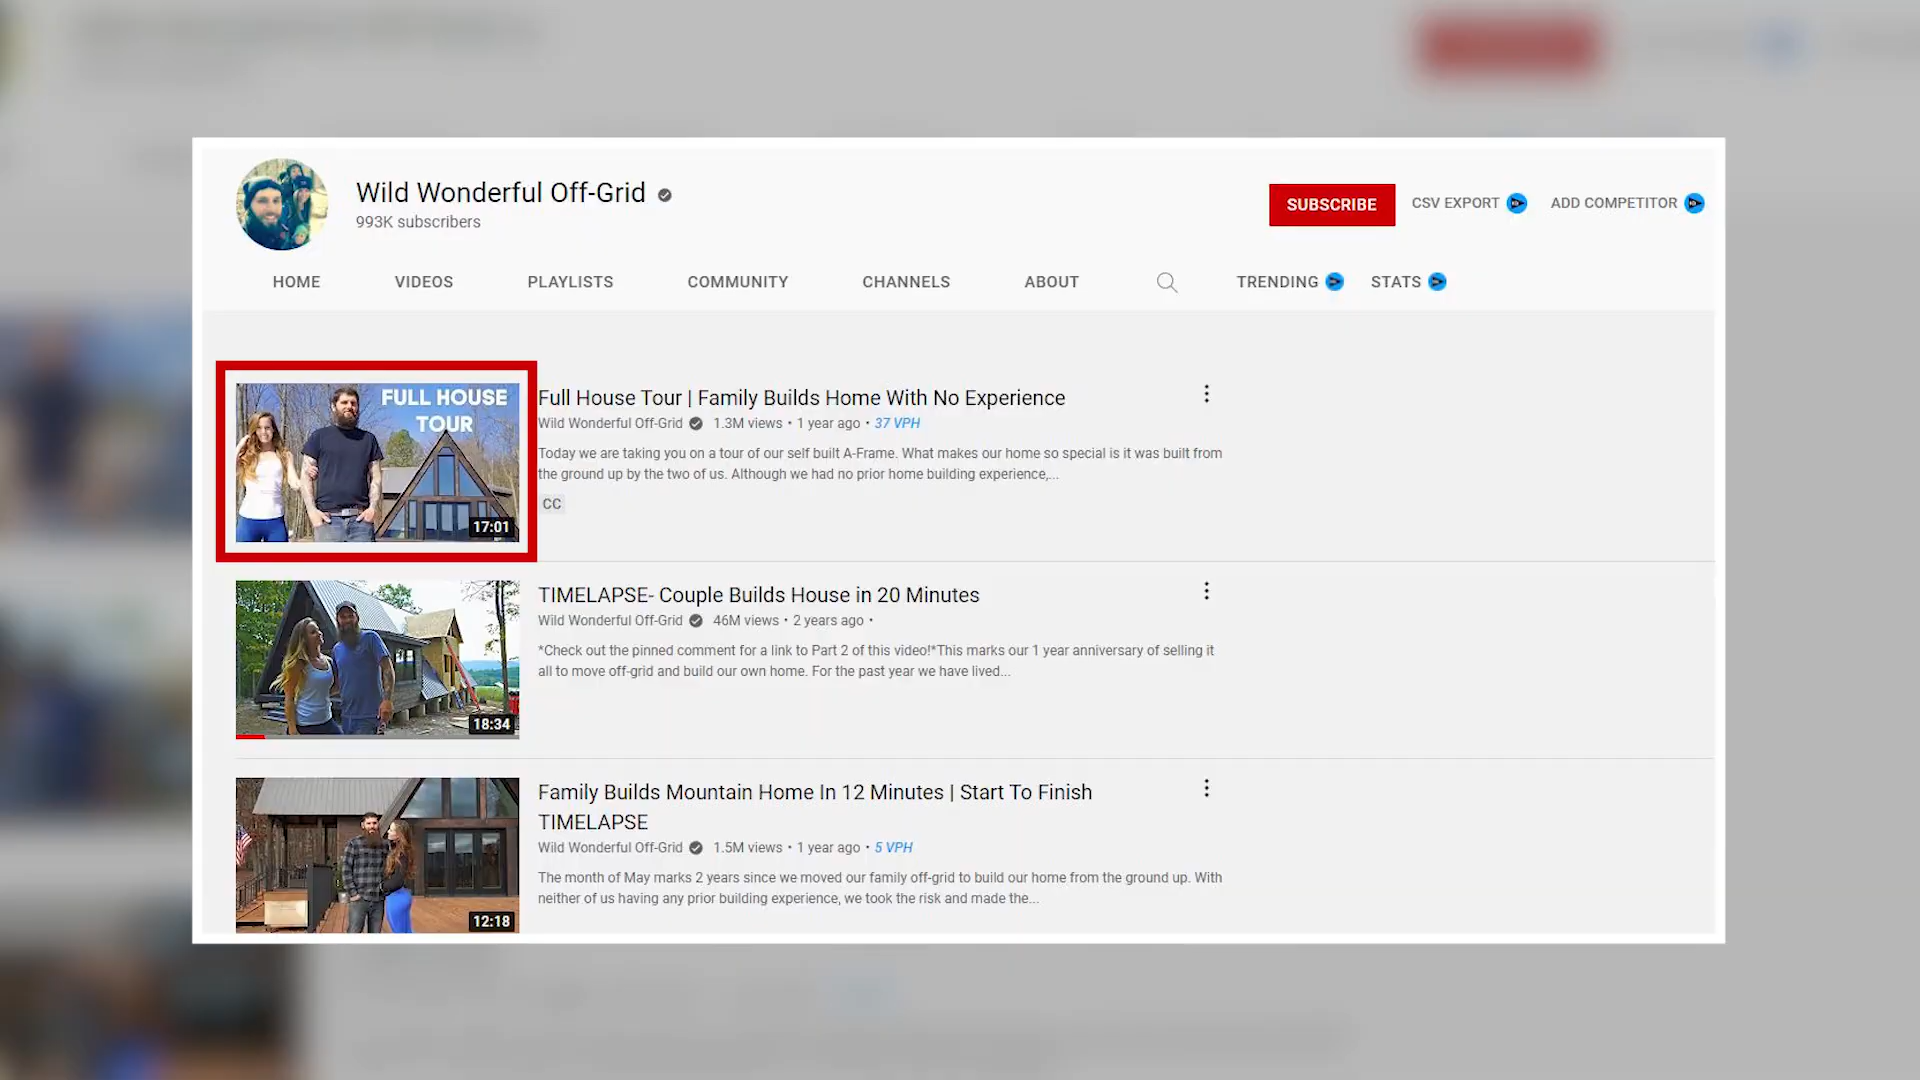 Wild Wonderful Off-Grid
993K subscribers
SUBSCRIBE
CSV EXPORT
ADD COMPETITOR
HOME
VIDEOS
PLAYLISTS
COMMUNITY
CHANNELS
ABOUT
TRENDING
STATS
FULL HOUSE
TOUR
17:01
Full House Tour | Family Builds Home With No Experience
Wild Wonderful Off-Grid 1.3M views • 1 year ago • 37 VPH
Today we are taking you on a tour of our self built A-Frame. What makes our home so special is it was built from
the ground up by the two of us. Although we had no prior home building experience,...
CC
18:34
TIMELAPSE- Couple Builds House in 20 Minutes
Wild Wonderful Off-Grid 46M views • 2 years ago •
*Check out the pinned comment for a link to Part 2 of this video!*This marks our 1 year anniversary of selling it
all to move off-grid and build our own home. For the past year we have lived...
12:18
Family Builds Mountain Home In 12 Minutes | Start To Finish
TIMELAPSE
Wild Wonderful Off-Grid 1.5M views • 1 year ago • 5 VPH
The month of May marks 2 years since we moved our family off-grid to build our home from the ground up. With
neither of us having any prior building experience, we took the risk and made the...